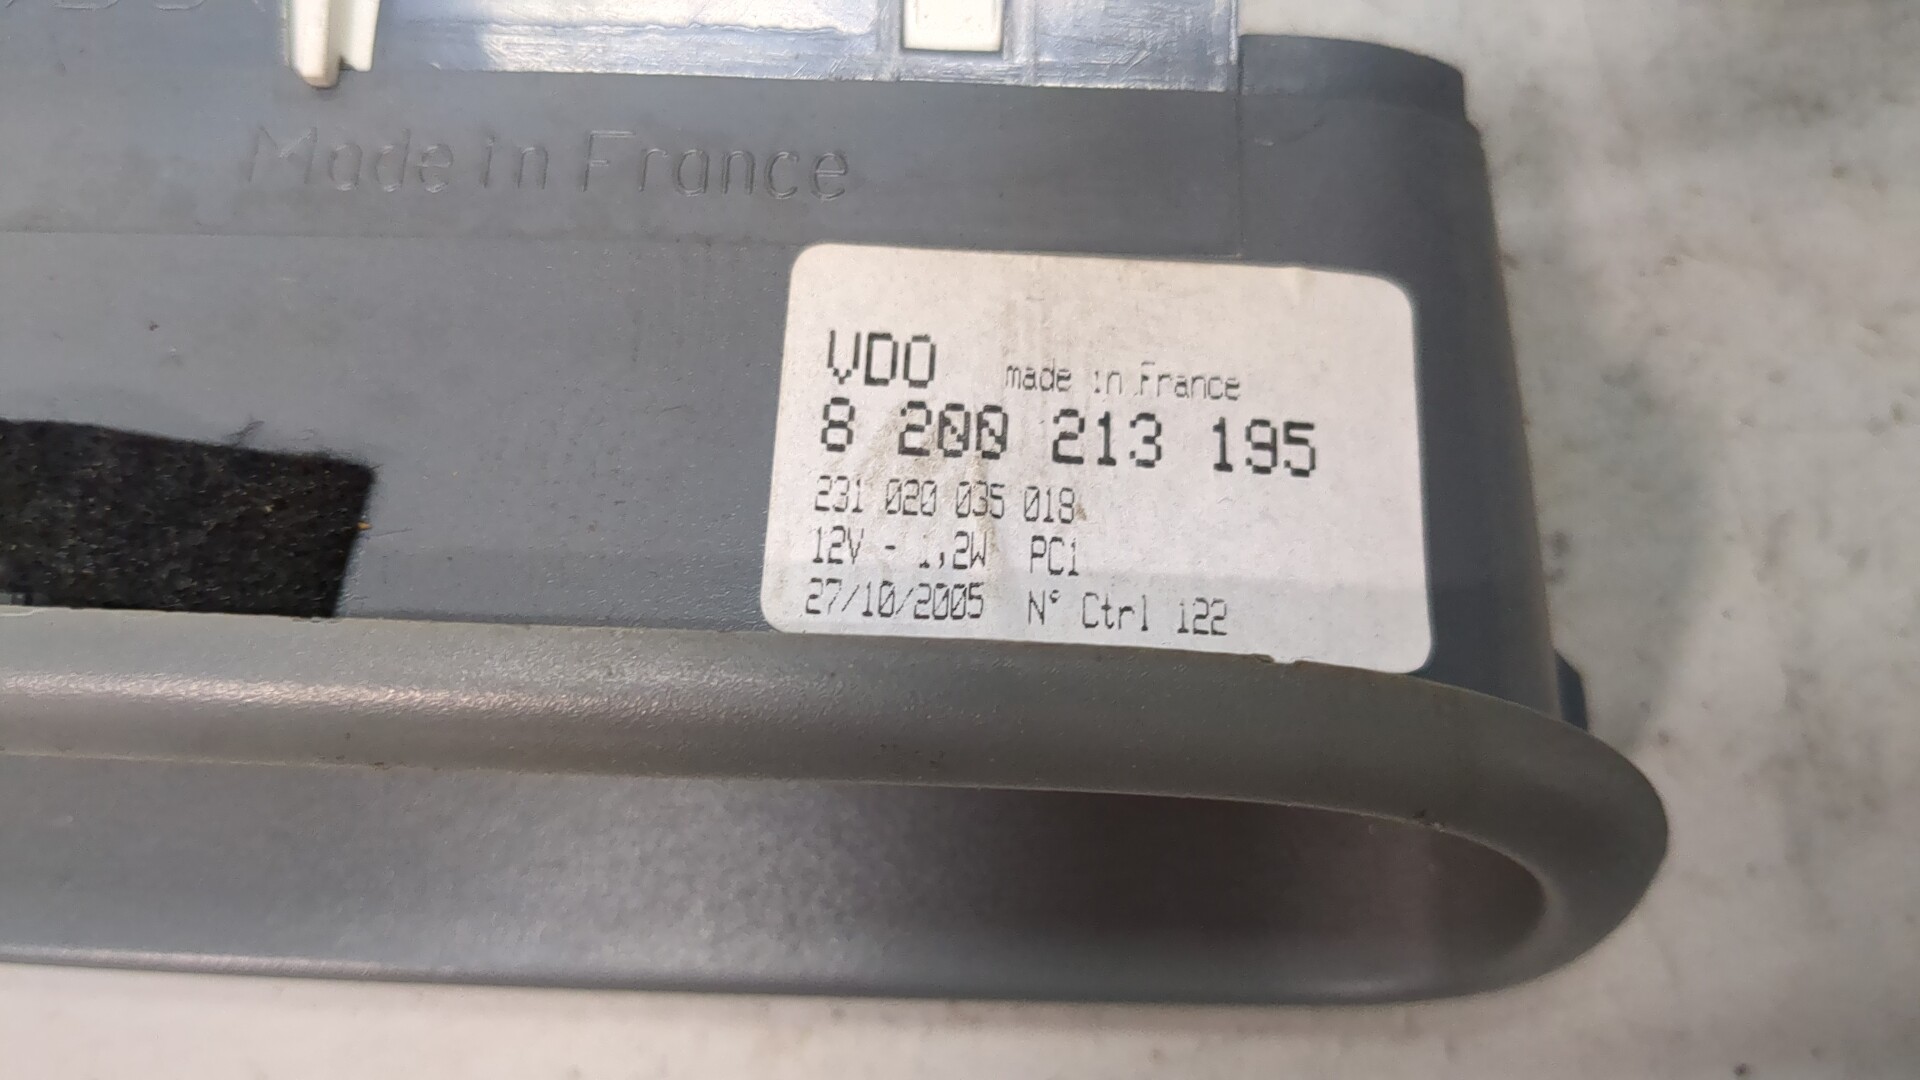 Made in France
VDO made in France
8 200 213 195
231 020 035 018
12V - 1,2W PC1
27/10/2005 N° Ctrl 122